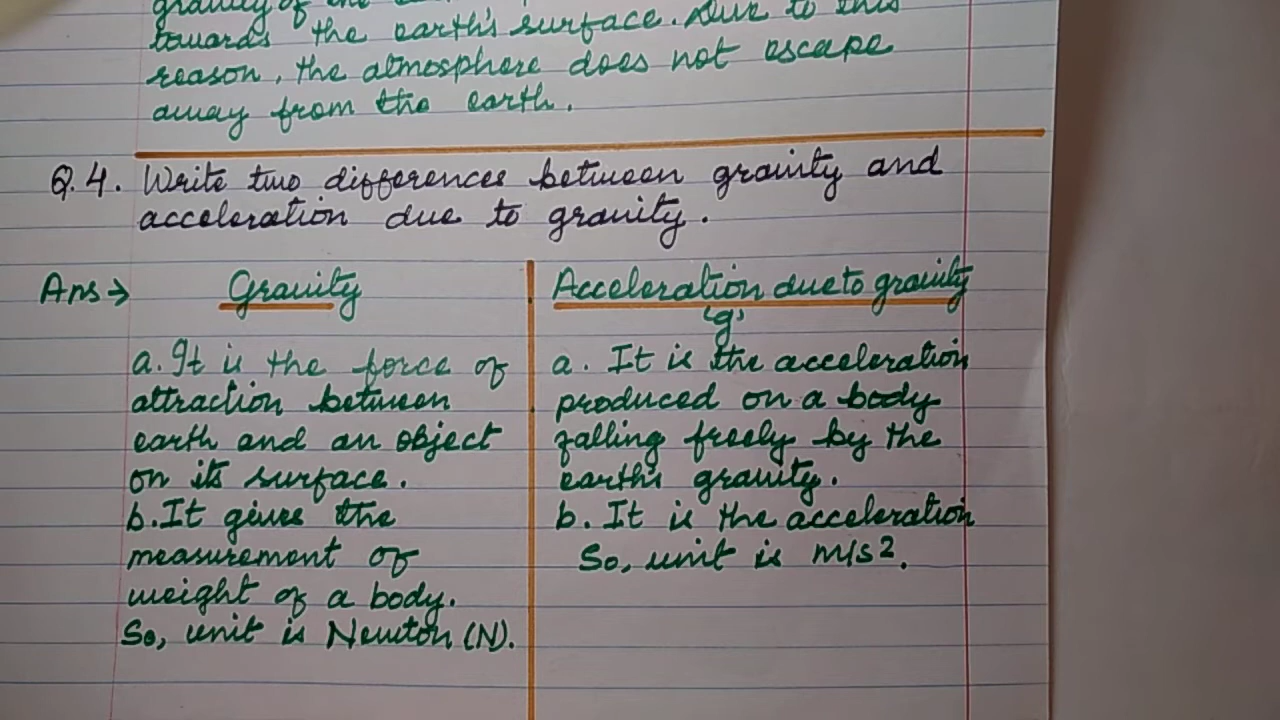 gravity of the
towards the earth's surface. Due to this
reason, the atmosphere does not escape
away from the earth.
Q.4. Write two differences between gravity and
acceleration due to gravity.
Ans → Gravity
a. It is the force of
attraction between
earth and an object
on its surface.
b. It gives the
measurement of
weight of a body.
So, unit is Newton (N).
Acceleration due to gravity
'g'
a. It is the acceleration
produced on a body
falling freely by the
earth's gravity.
b. It is the acceleration
So, unit is m/s2.